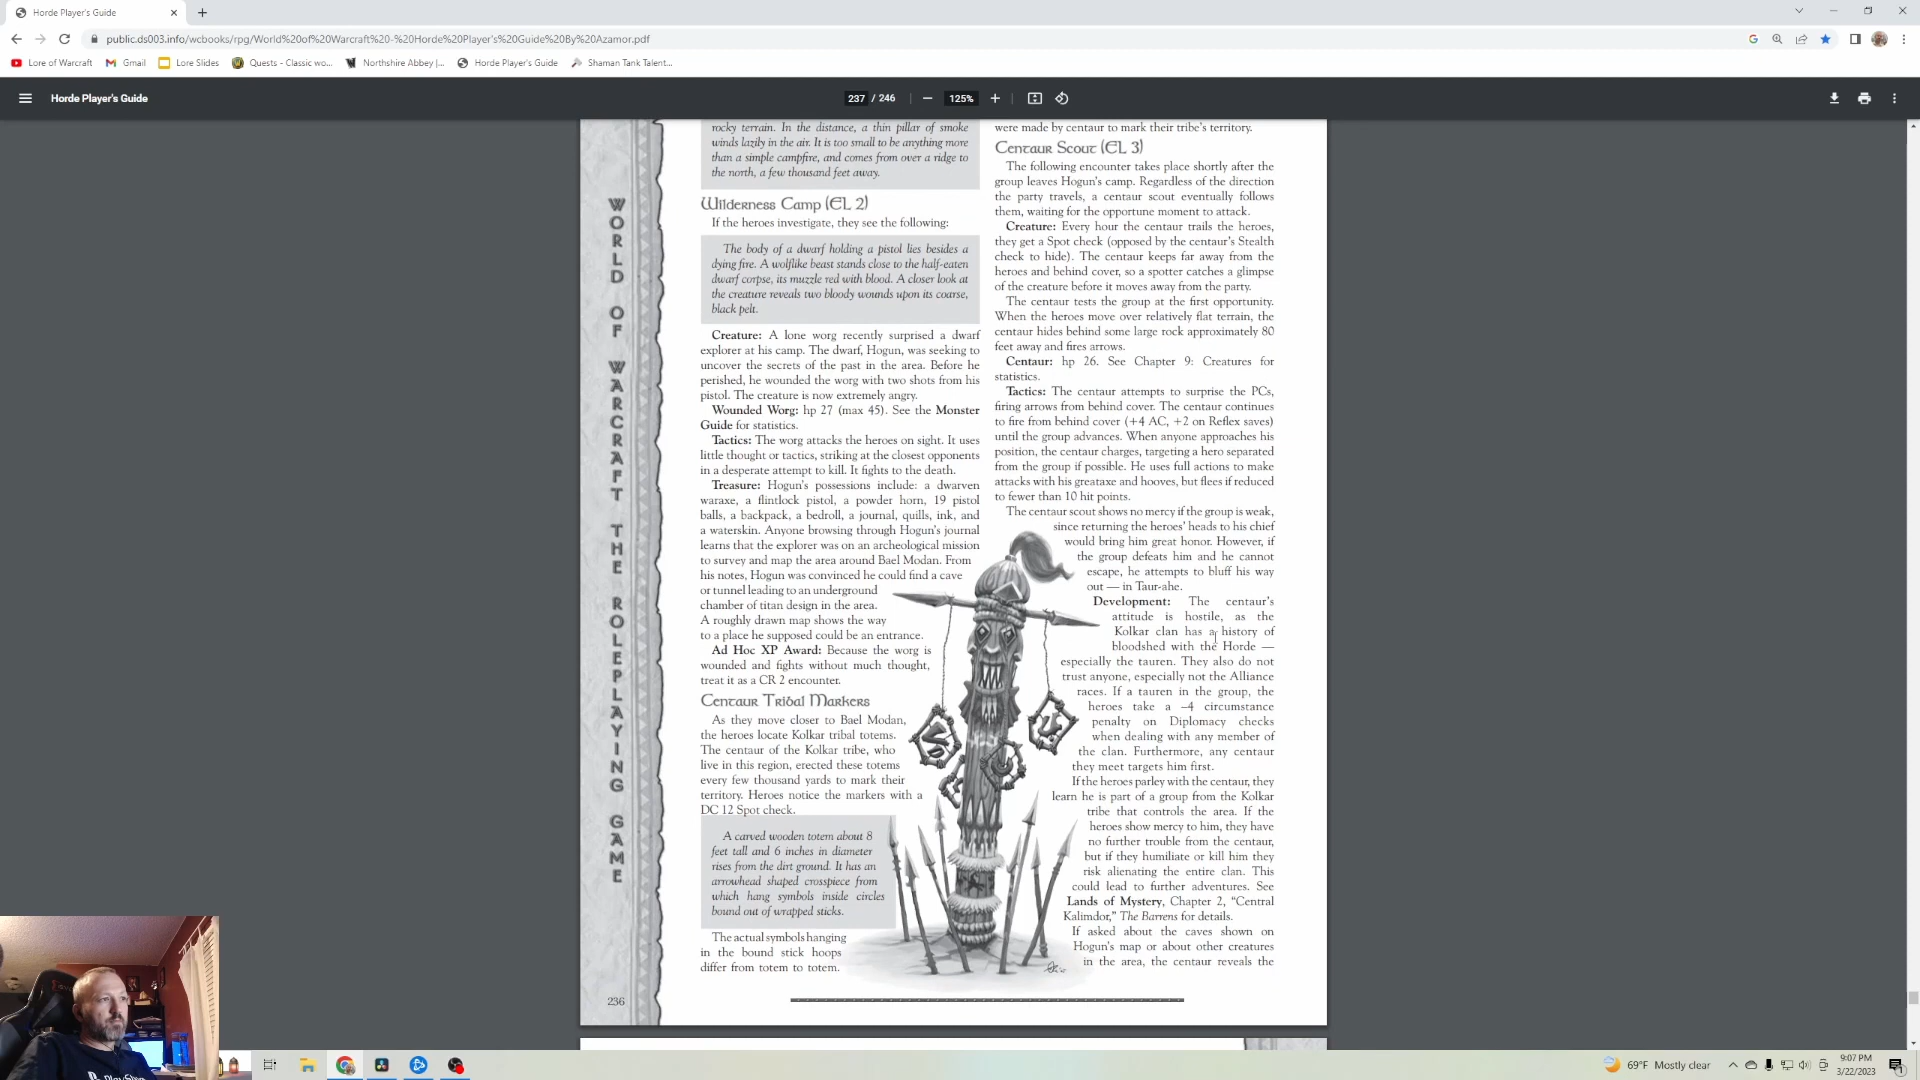 Horde Player's Guide
public.ds003.info/wcbooks/rpg/World%20of%20Warcraft%20-%20Horde%20Player's%20Guide%20By%20Azamor.pdf
Lore of Warcraft
Gmail
Lore Slides
Quests - Classic wo...
Northshire Abbey |...
Horde Player's Guide
Shaman Tank Talent...
Horde Player's Guide
237 / 246
125%
WORLD OF WARCRAFT THE ROLEPLAYING GAME
rocky terrain. In the distance, a thin pillar of smoke
winds lazily in the air. It is too small to be anything more
than a simple campfire, and comes from over a ridge to
the north, a few thousand feet away.
Wilderness Camp (EL 2)
If the heroes investigate, they see the following:
The body of a dwarf holding a pistol lies besides a
dying fire. A wolflike beast stands close to the half-eaten
dwarf corpse, its muzzle red with blood. A closer look at
the creature reveals two bloody wounds upon its coarse,
black pelt.
Creature: A lone worg recently surprised a dwarf
explorer at his camp. The dwarf, Hogun, was seeking to
uncover the secrets of the past in the area. Before he
perished, he wounded the worg with two shots from his
pistol. The creature is now extremely angry.
Wounded Worg: hp 27 (max 45). See the Monster
Guide for statistics.
Tactics: The worg attacks the heroes on sight. It uses
little thought or tactics, striking at the closest opponents
in a desperate attempt to kill. It fights to the death.
Treasure: Hogun's possessions include: a dwarven
waraxe, a flintlock pistol, a powder horn, 19 pistol
balls, a backpack, a bedroll, a journal, quills, ink, and
a waterskin. Anyone browsing through Hogun's journal
learns that the explorer was on an archeological mission
to survey and map the area around Bael Modan. From
his notes, Hogun was convinced he could find a cave
or tunnel leading to an underground
chamber of titan design in the area.
A roughly drawn map shows the way
to a place he supposed could be an entrance.
Ad Hoc XP Award: Because the worg is
wounded and fights without much thought,
treat it as a CR 2 encounter.
Centaur Tribal Markers
As they move closer to Bael Modan,
the heroes locate Kolkar tribal totems.
The centaur of the Kolkar tribe, who
live in this region, erected these totems
every few thousand yards to mark their
territory. Heroes notice the markers with a
DC 12 Spot check.
A carved wooden totem about 8
feet tall and 6 inches in diameter
rises from the dirt ground. It has an
arrowhead shaped crosspiece from
which hang symbols inside circles
bound out of wrapped sticks.
The actual symbols hanging
in the bound stick hoops
differ from totem to totem.
236
were made by centaur to mark their tribe's territory.
Centaur Scout (EL 3)
The following encounter takes place shortly after the
group leaves Hogun's camp. Regardless of the direction
the party travels, a centaur scout eventually follows
them, waiting for the opportune moment to attack.
Creature: Every hour the centaur trails the heroes,
they get a Spot check (opposed by the centaur's Stealth
check to hide). The centaur keeps far away from the
heroes and behind cover, so a spotter catches a glimpse
of the creature before it moves away from the party.
The centaur tests the group at the first opportunity.
When the heroes move over relatively flat terrain, the
centaur hides behind some large rock approximately 80
feet away and fires arrows.
Centaur: hp 26. See Chapter 9: Creatures for
statistics.
Tactics: The centaur attempts to surprise the PCs,
firing arrows from behind cover. The centaur continues
to fire from behind cover (+4 AC, +2 on Reflex saves)
until the group advances. When anyone approaches his
position, the centaur charges, targeting a hero separated
from the group if possible. He uses full actions to make
attacks with his greataxe and hooves, but flees if reduced
to fewer than 10 hit points.
The centaur scout shows no mercy if the group is weak,
since returning the heroes' heads to his chief
would bring him great honor. However, if
the group defeats him and he cannot
escape, he attempts to bluff his way
out — in Taur-ahe.
Development: The centaur's
attitude is hostile, as the
Kolkar clan has a history of
bloodshed with the Horde —
especially the tauren. They also do not
trust anyone, especially not the Alliance
races. If a tauren in the group, the
heroes take a –4 circumstance
penalty on Diplomacy checks
when dealing with any member of
the clan. Furthermore, any centaur
they meet targets him first.
If the heroes parley with the centaur, they
learn he is part of a group from the Kolkar
tribe that controls the area. If the
heroes show mercy to him, they have
no further trouble from the centaur,
but if they humiliate or kill him they
risk alienating the entire clan. This
could lead to further adventures. See
Lands of Mystery, Chapter 2, "Central
Kalimdor," The Barrens for details.
If asked about the caves shown on
Hogun's map or about other creatures
in the area, the centaur reveals the
69°F Mostly clear
9:07 PM
3/22/2023